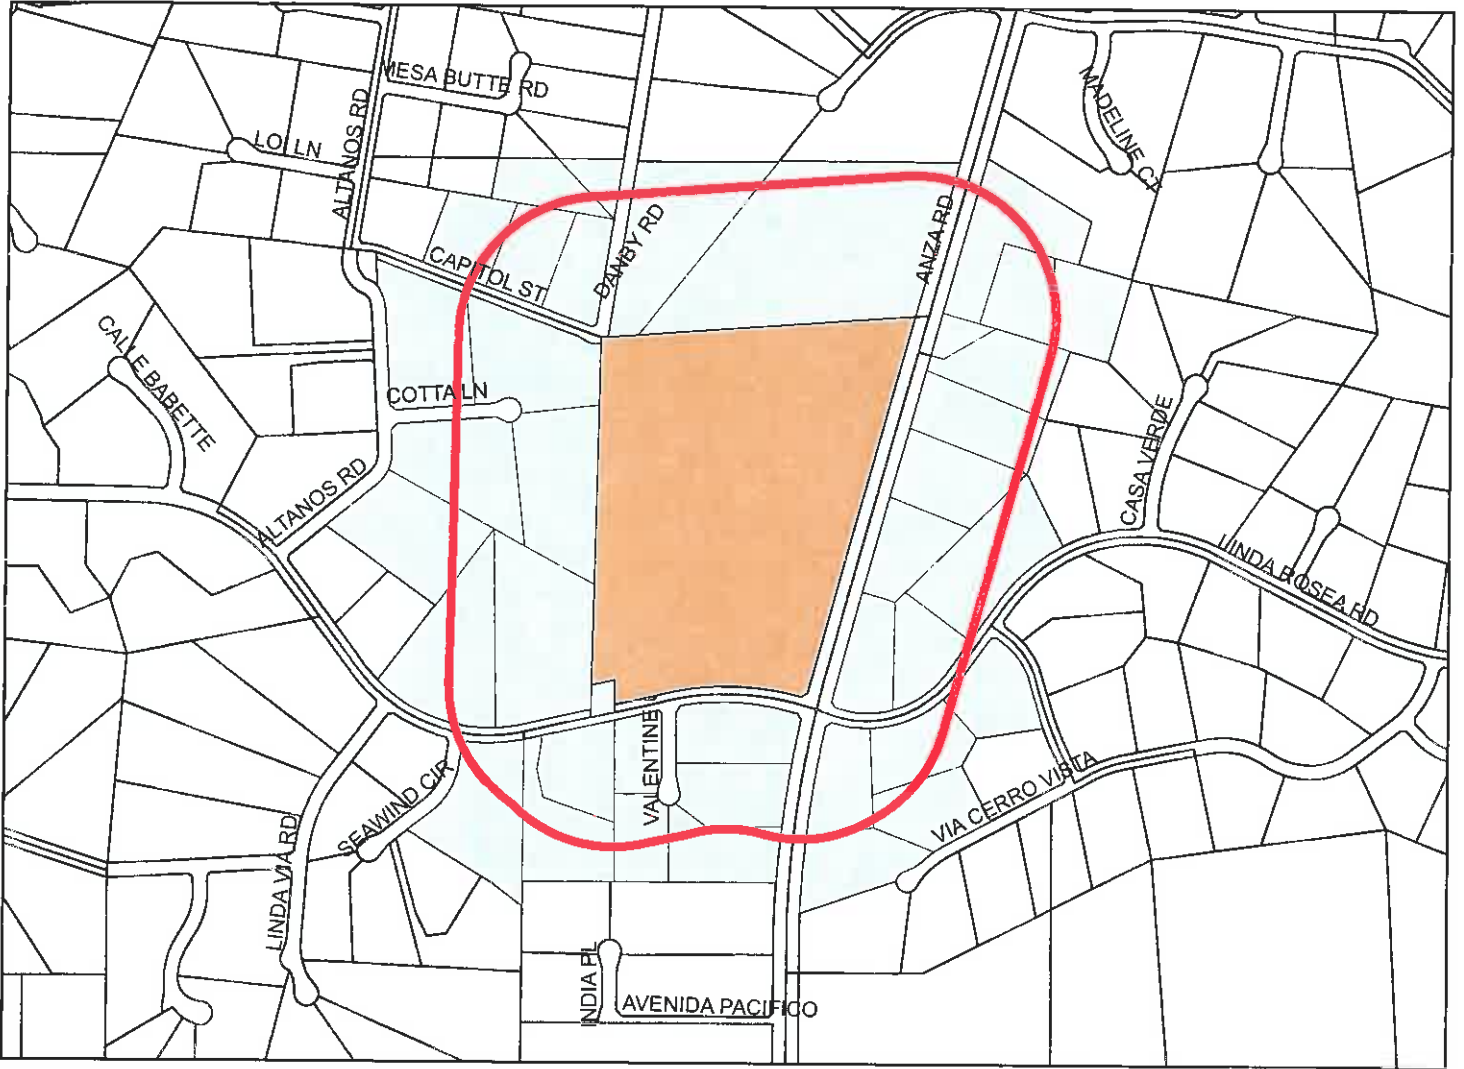 MESA BUTTE RD
MADELINE CA
ALTANOS RD
LOI LN
DANBY RD
ANZA RD
CAPITOL ST
CALLE BABETTE
COTTA LN
CASA VERDE
ALTANOS RD
LINDA ROSEA RD
VALENTINE
SEAWIND CIR
VIA CERRO VISTA
LINDA VIA RD
INDIA PL
AVENIDA PACIFICO